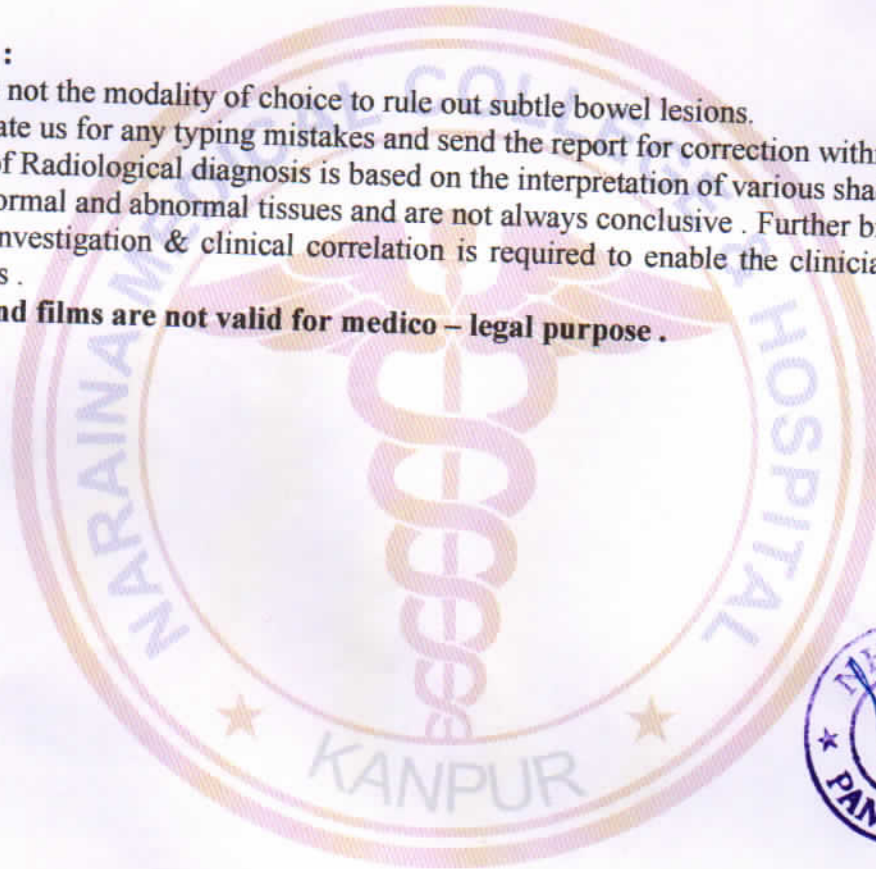 :
not the modality of choice to rule out subtle bowel lesions.
ate us for any typing mistakes and send the report for correction with
of Radiological diagnosis is based on the interpretation of various sha
ormal and abnormal tissues and are not always conclusive . Further b
nvestigation & clinical correlation is required to enable the clinicia
s .
nd films are not valid for medico – legal purpose .
NARAINA MEDICAL COLLEGE & HOSPITAL
KANPUR
PAN